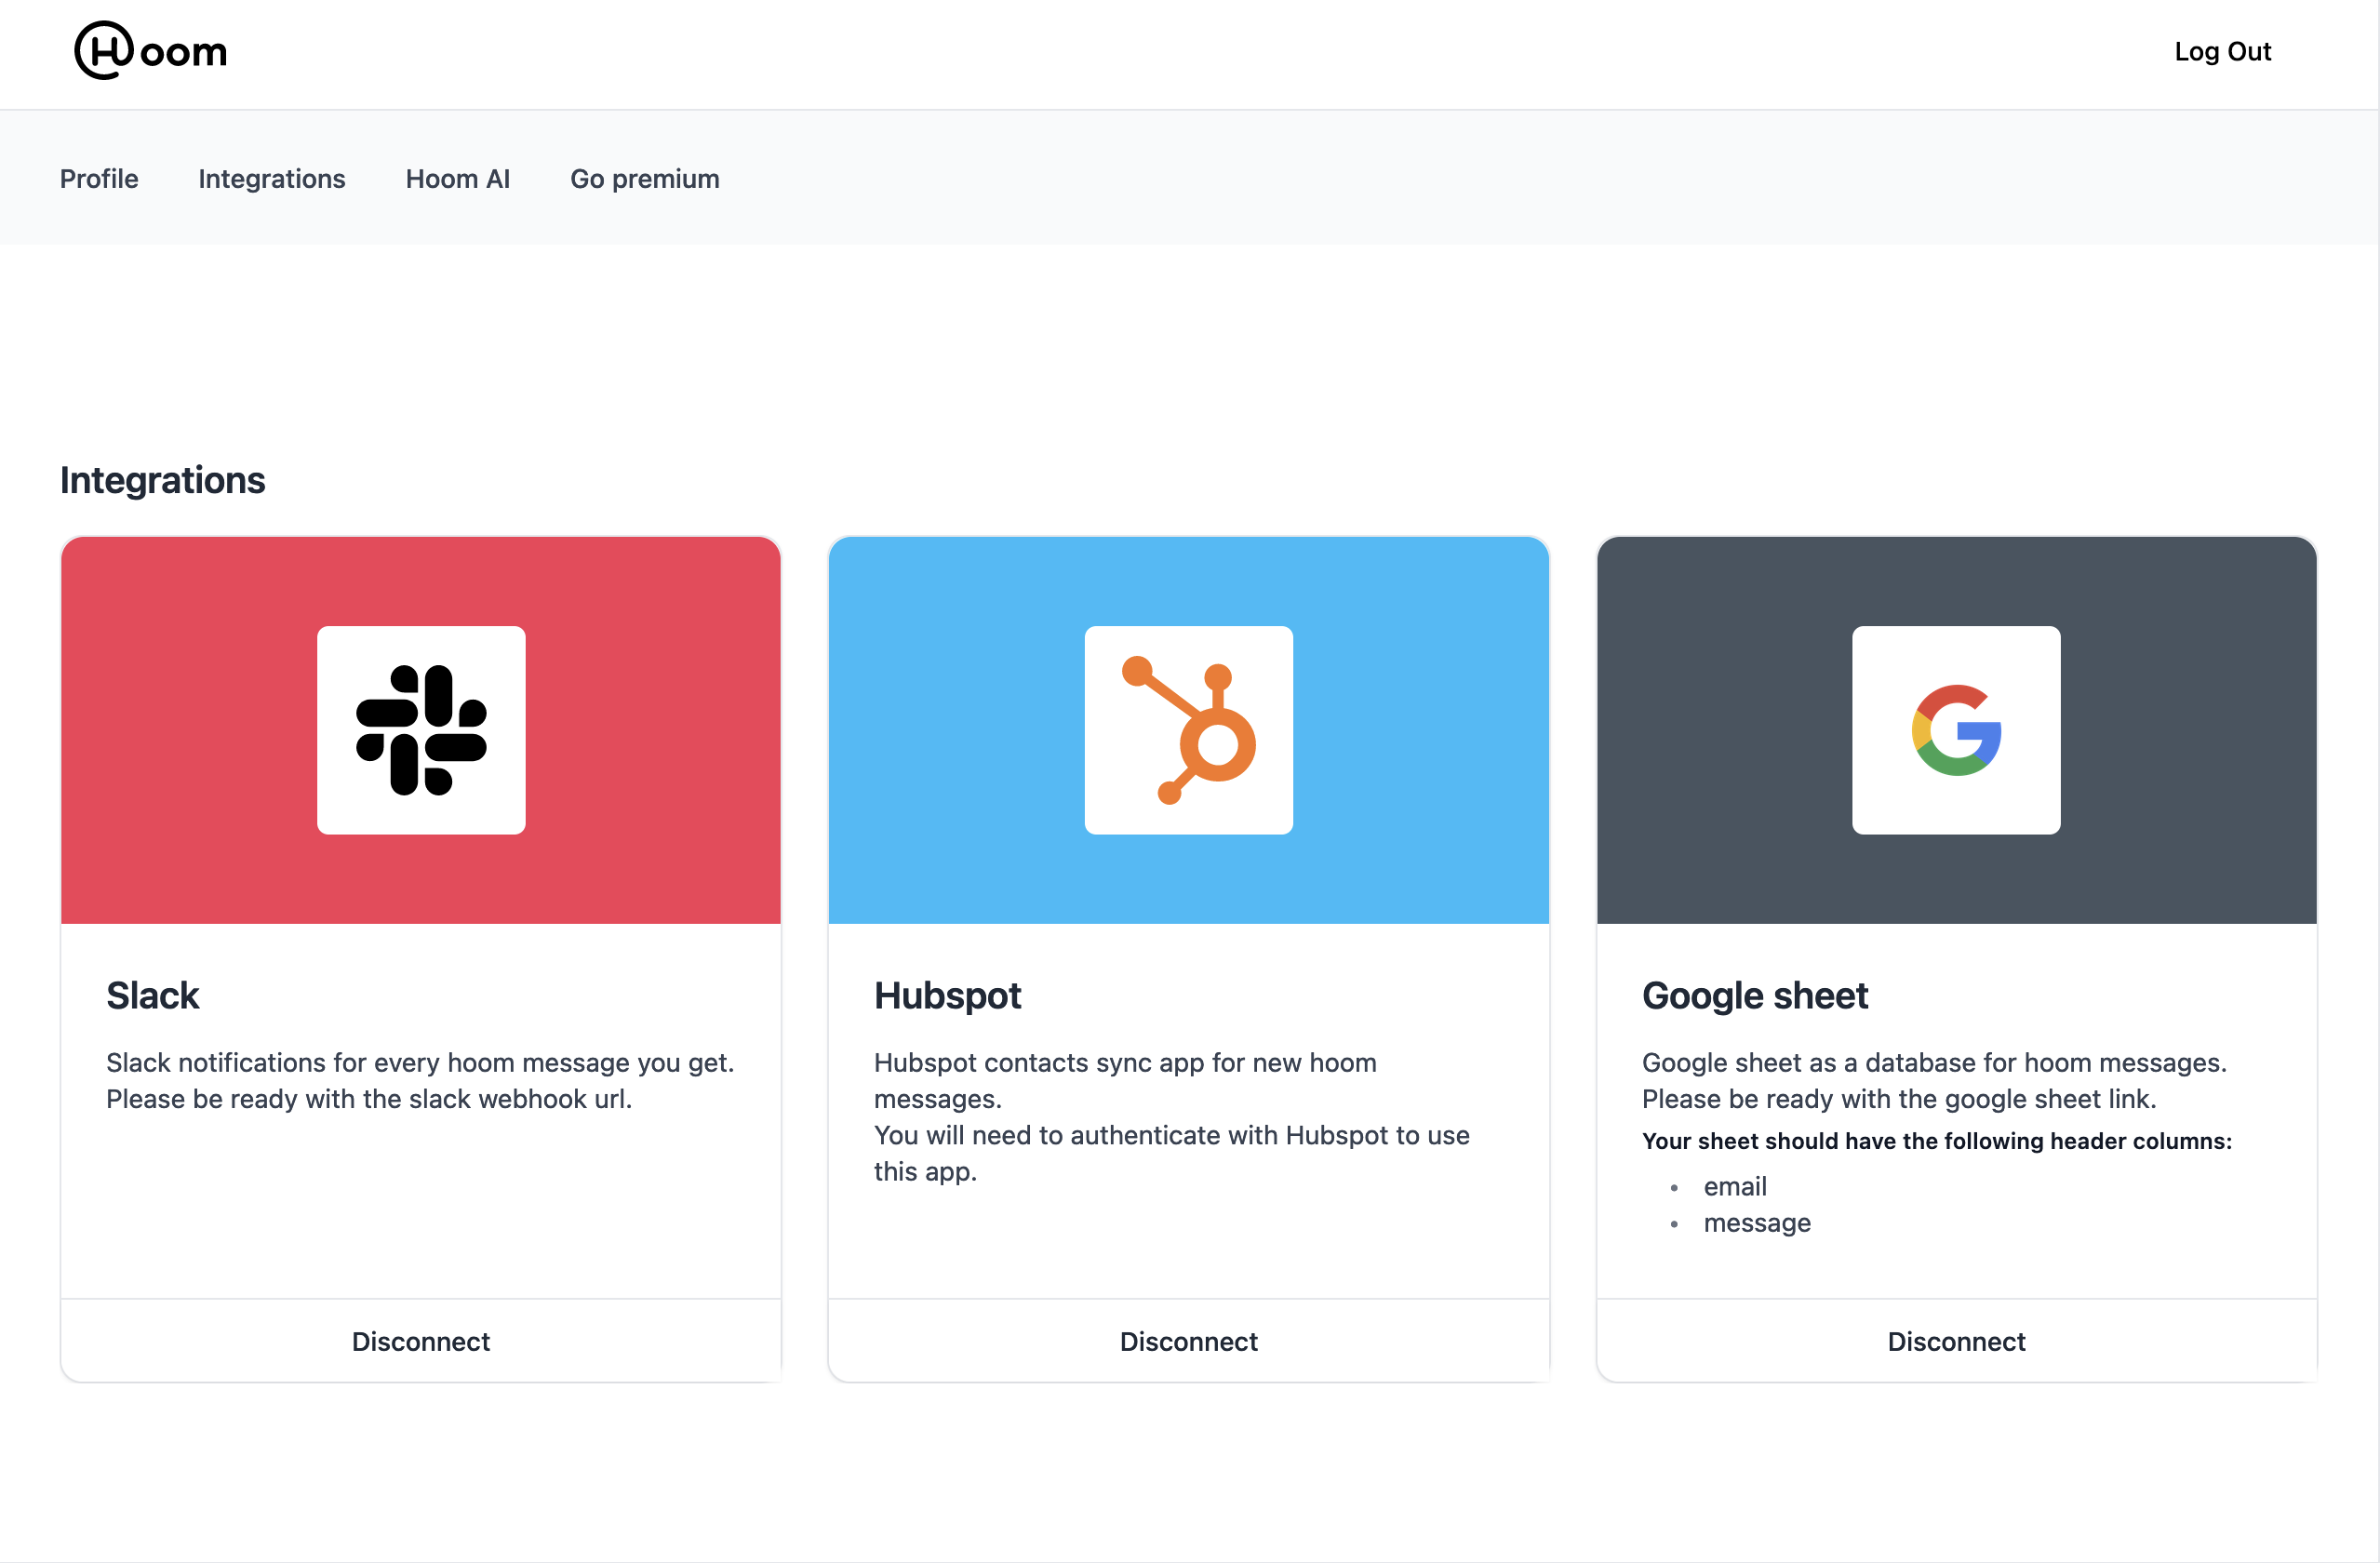 Hoom
Log Out
Profile
Integrations
Hoom AI
Go premium
Integrations
Slack
Slack notifications for every hoom message you get.
Please be ready with the slack webhook url.
Disconnect
Hubspot
Hubspot contacts sync app for new hoom
messages.
You will need to authenticate with Hubspot to use
this app.
Disconnect
Google sheet
Google sheet as a database for hoom messages.
Please be ready with the google sheet link.
Your sheet should have the following header columns:
• email
• message
Disconnect